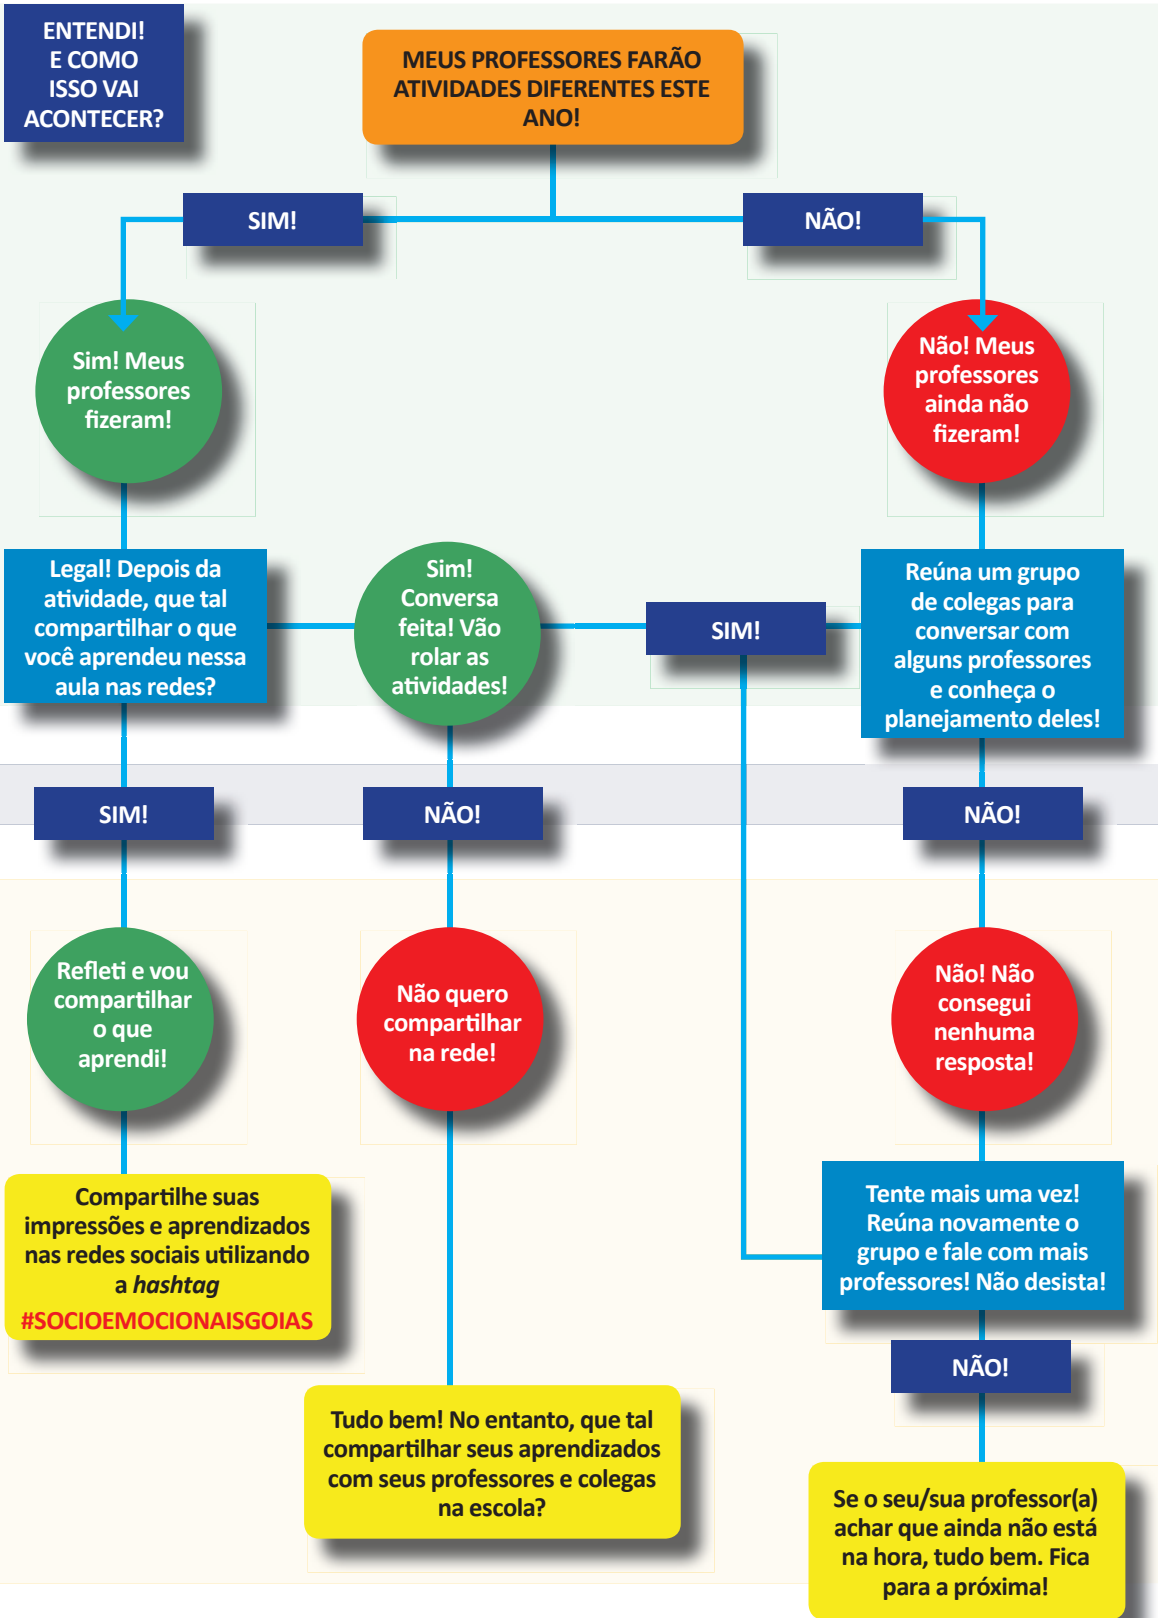 ENTENDI!
E COMO
ISSO VAI
ACONTECER?
MEUS PROFESSORES FARÃO
ATIVIDADES DIFERENTES ESTE
ANO!
SIM!
NÃO!
Sim! Meus
professores
fizeram!
Não! Meus
professores
ainda não
fizeram!
Legal! Depois da
atividade, que tal
compartilhar o que
você aprendeu nessa
aula nas redes?
Sim!
Conversa
feita! Vão
rolar as
atividades!
SIM!
Reúna um grupo
de colegas para
conversar com
alguns professores
e conheça o
planejamento deles!
SIM!
NÃO!
NÃO!
Refleti e vou
compartilhar
o que
aprendi!
Não quero
compartilhar
na rede!
Não! Não
consegui
nenhuma
resposta!
Compartilhe suas
impressões e aprendizados
nas redes sociais utilizando
a hashtag
#SOCIOEMOCIONAISGOIAS
Tente mais uma vez!
Reúna novamente o
grupo e fale com mais
professores! Não desista!
NÃO!
Tudo bem! No entanto, que tal
compartilhar seus aprendizados
com seus professores e colegas
na escola?
Se o seu/sua professor(a)
achar que ainda não está
na hora, tudo bem. Fica
para a próxima!